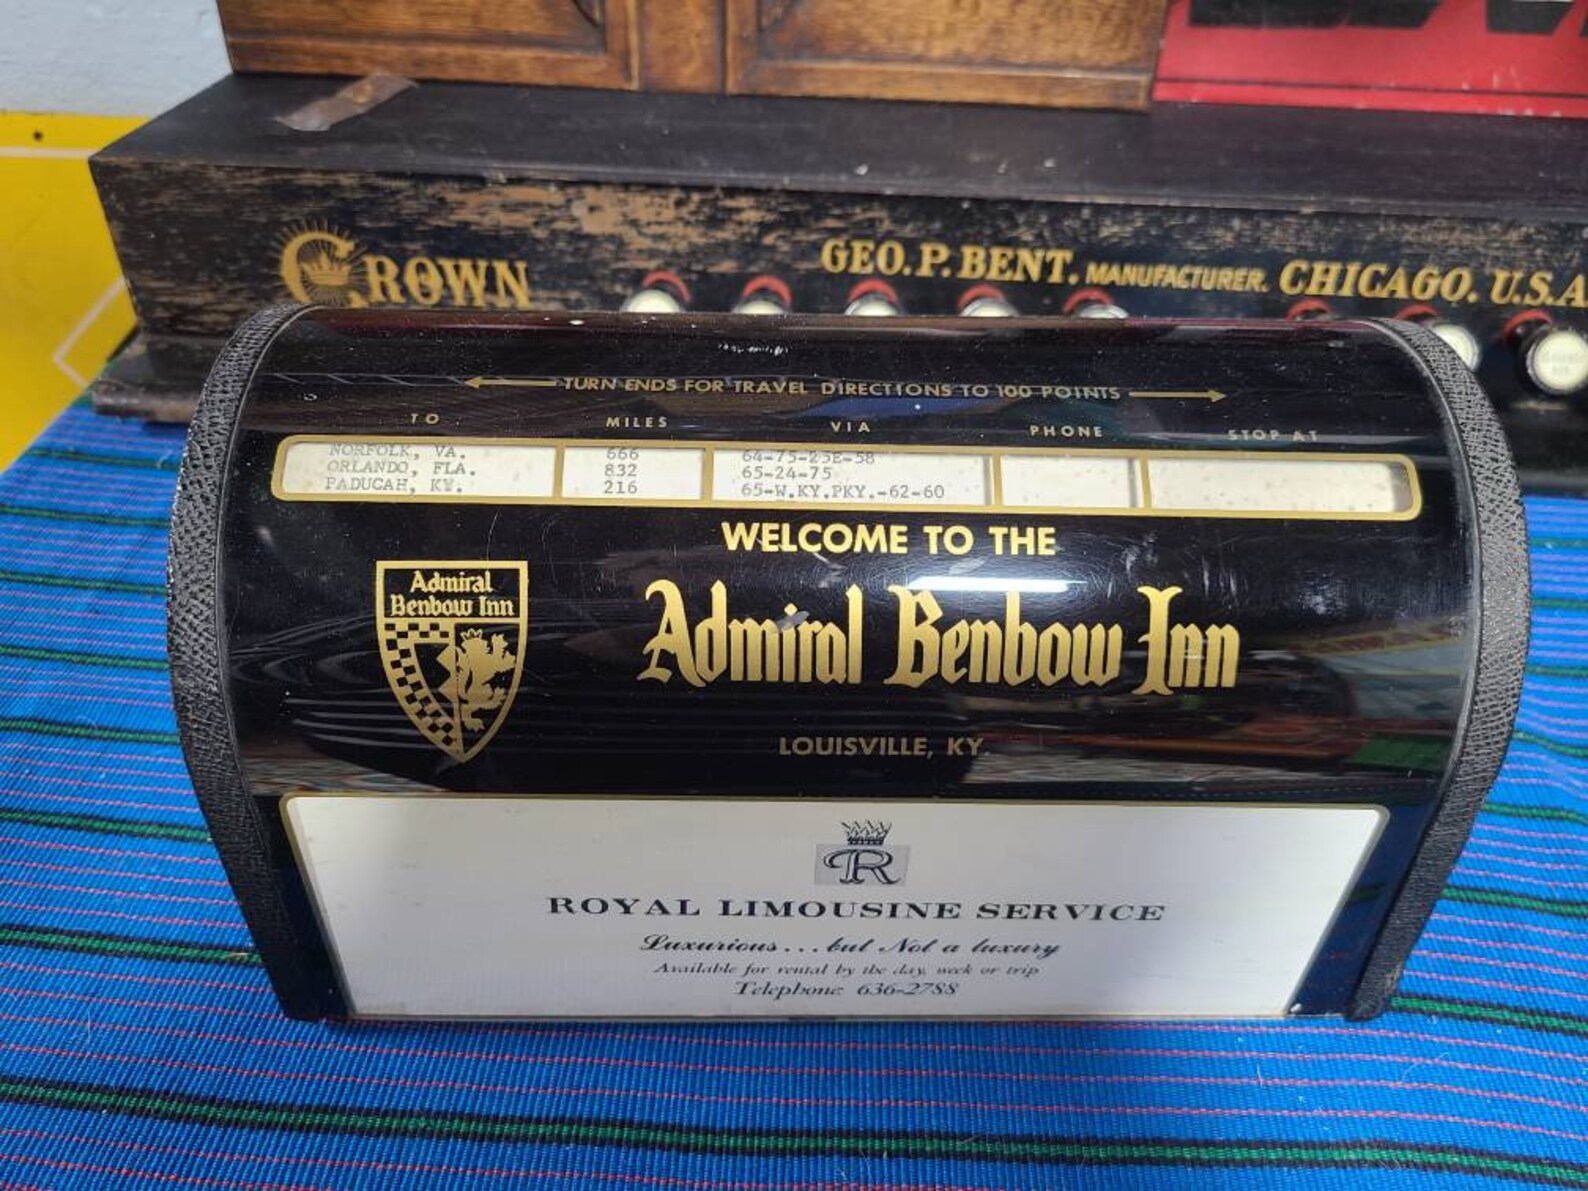 CROWN
GEO. P. BENT. MANUFACTURER. CHICAGO. U.S.A
TURN ENDS FOR TRAVEL DIRECTIONS TO 100 POINTS
TO MILES VIA PHONE STOP AT
NORFOLK, VA. 666 64-75-25E-58
ORLANDO, FLA. 832 65-24-75
PADUCAH, KY. 216 65-W.KY.PKY.-62-60
WELCOME TO THE
Admiral
Benbow Inn
Admiral Benbow Inn
LOUISVILLE, KY.
R
ROYAL LIMOUSINE SERVICE
Luxurious...but Not a luxury
Available for rental by the day, week or trip
Telephone 636-2788